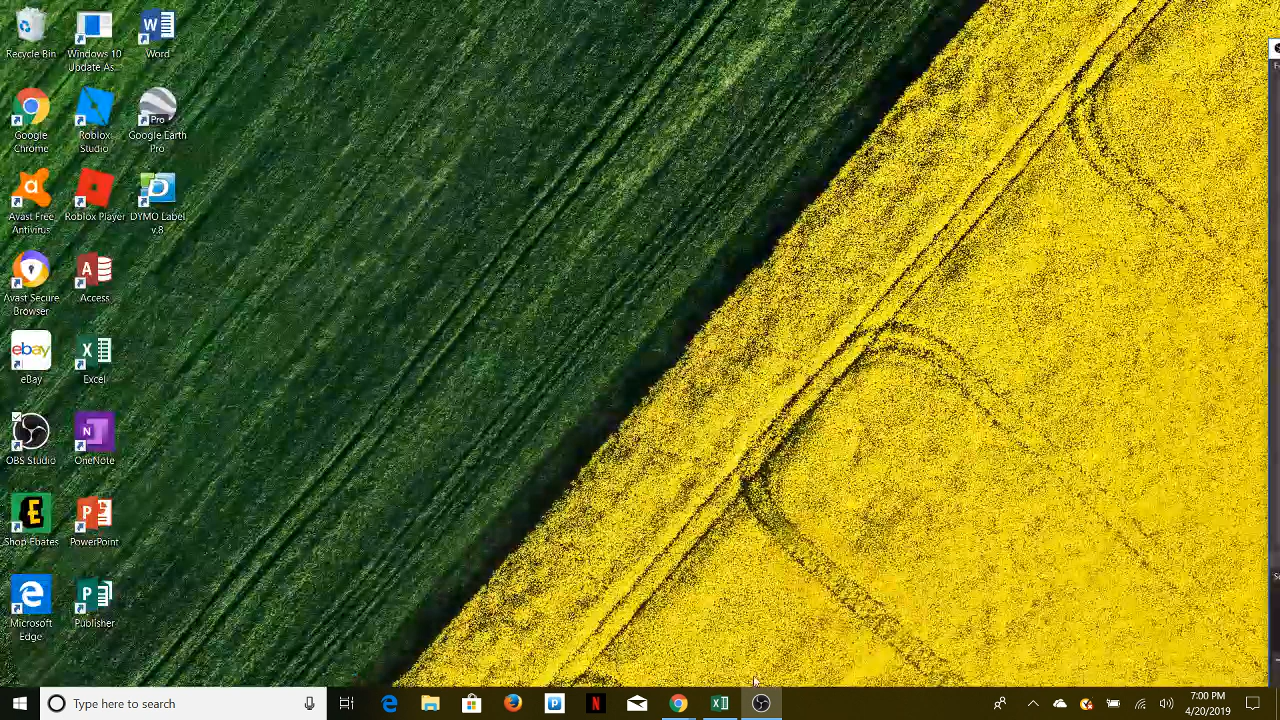 Recycle Bin
Windows 10
Update As...
Word
Google
Chrome
Roblox
Studio
Pro
Google Earth
Pro
Avast Free
Antivirus
Roblox Player
DYMO Label
v.8
Avast Secure
Browser
A
Access
ebay
eBay
X
Excel
OBS Studio
N
OneNote
E
Shop Ebates
P
PowerPoint
Microsoft
Edge
P
Publisher
Type here to search
7:00 PM
4/20/2019